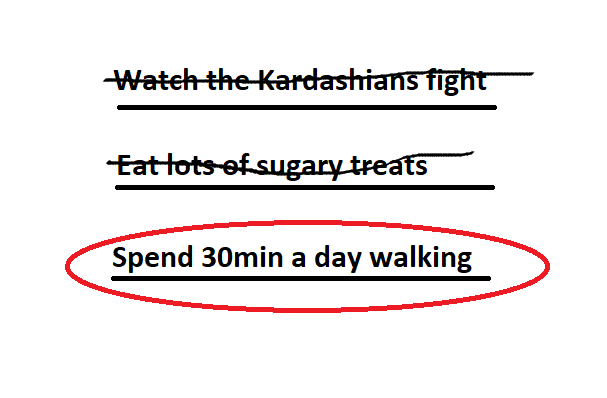 Watch the Kardashians fight
Eat lots of sugary treats
Spend 30min a day walking